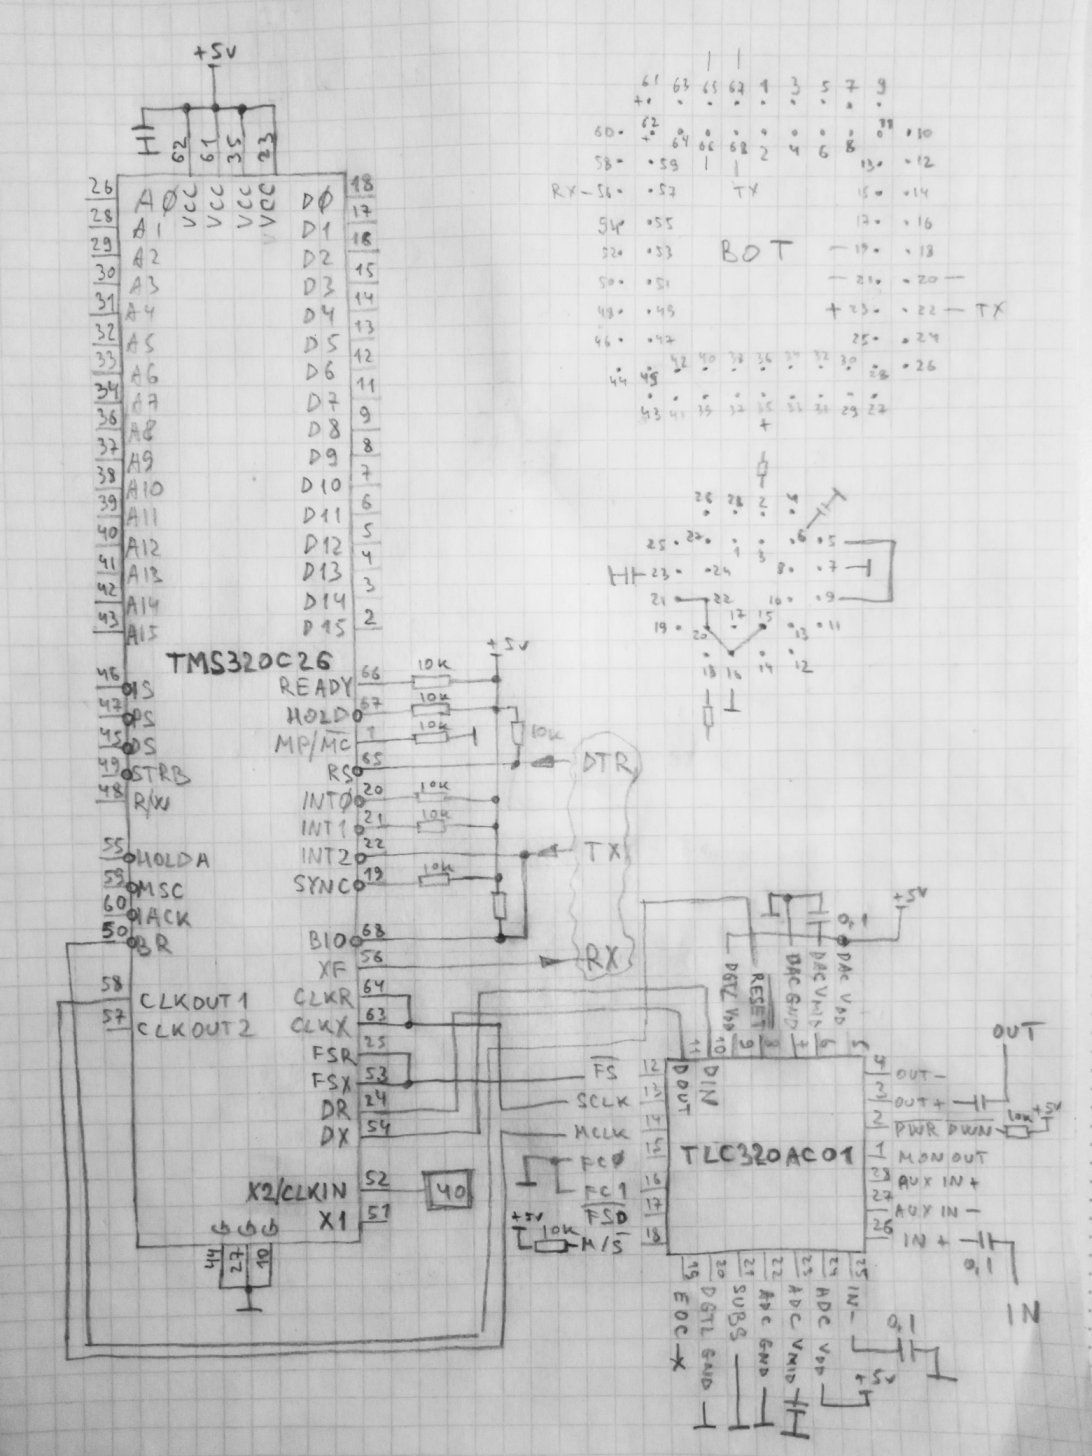 +5V
62 61 35 23
VCC VCC VCC VCC
26 A0 D0 18
28 A1 D1 17
29 A2 D2 16
30 A3 D3 15
31 A4 D4 14
32 A5 D5 13
33 A6 D6 12
34 A7 D7 11
36 A8 D8 9
37 A9 D9 8
38 A10 D10 7
39 A11 D11 6
40 A12 D12 5
41 A13 D13 4
42 A14 D14 3
43 A15 D15 2
TMS320C26
46 IS
47 PS
45 DS
49 STRB
48 R/W
55 HOLDA
59 MSC
60 IACK
50 BR
58 CLKOUT1
57 CLKOUT2
+5V
READY 66 10K
HOLD 67 10K
MP/MC 1 10K
10K
RS 65 DTR
INT0 20 10K
INT1 21 10K
INT2 22 TX
SYNC 19 10K
BIO 68
XF 56 RX
CLKR 64
CLKX 63
FSR 25
FSX 53
DR 24
DX 54
X2/CLKIN 52 40
X1 51
44 27 10
61 63 65 67 1 3 5 7 9
+
60 62 64 66 68 2 4 6 8 11 10
58 59 13 12
RX 56 57 TX 15 14
54 55 17 16
52 53 BOT 19 18
50 51 21 20
48 49 + 23 22 TX
46 47 25 24
44 45 42 40 38 36 34 32 30 28 26
43 41 39 37 35 33 31 29 27
+
26 28 2 4
25 27 1 3 6 5
23 24 8 7
21 22 10 9
19 20 17 15 13 11
18 16 14 12
+5V
0,1
DGTL VDD RESET DAC GND DAC VMID DAC VDD
11 10 9 8 7 6 5
DOUT DIN
TLC320AC01
FS 12
SCLK 13
MCLK 14
FC0 15
FC1 16
FSD 17
+5V 10K M/S 18
OUT
4 OUT-
3 OUT+
2 PWR DWN 10K +5V
1 MON OUT
28 AUX IN+
27 AUX IN-
26 IN+
0,1
IN
19 20 21 22 23 24 25
EOC DGTL GND SUBS ADC GND ADC VMID ADC VDD IN-
0,1
+5V